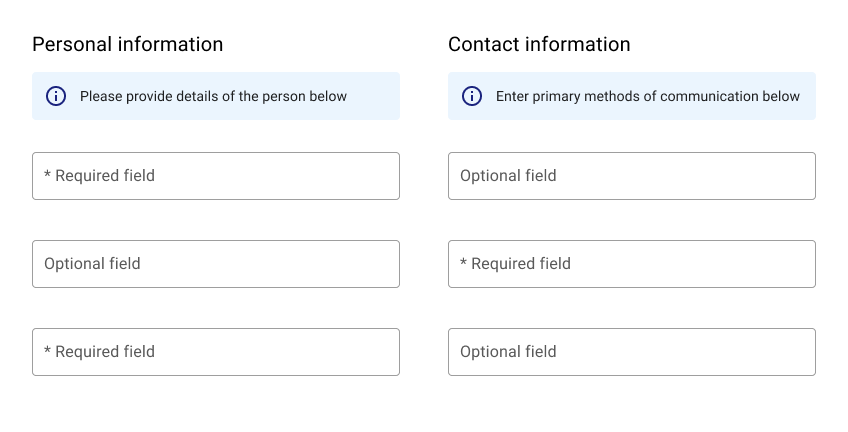 Personal information
Please provide details of the person below
* Required field
Optional field
* Required field
Contact information
Enter primary methods of communication below
Optional field
* Required field
Optional field